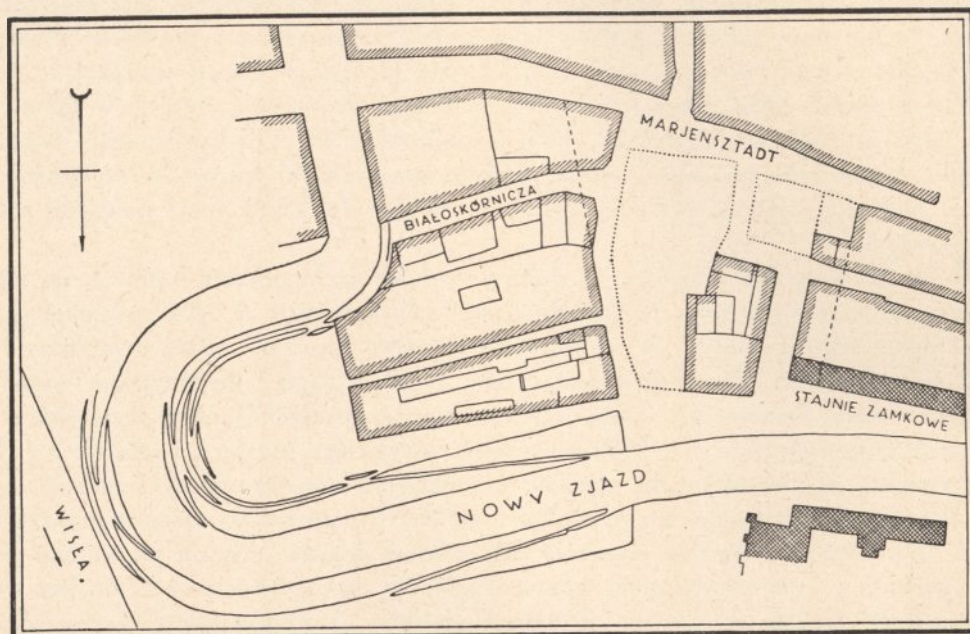 MARJENSZTADT
BIAŁOSKÓRNICZA
STAJNIE ZAMKOWE
NOWY ZJAZD
WISŁA.